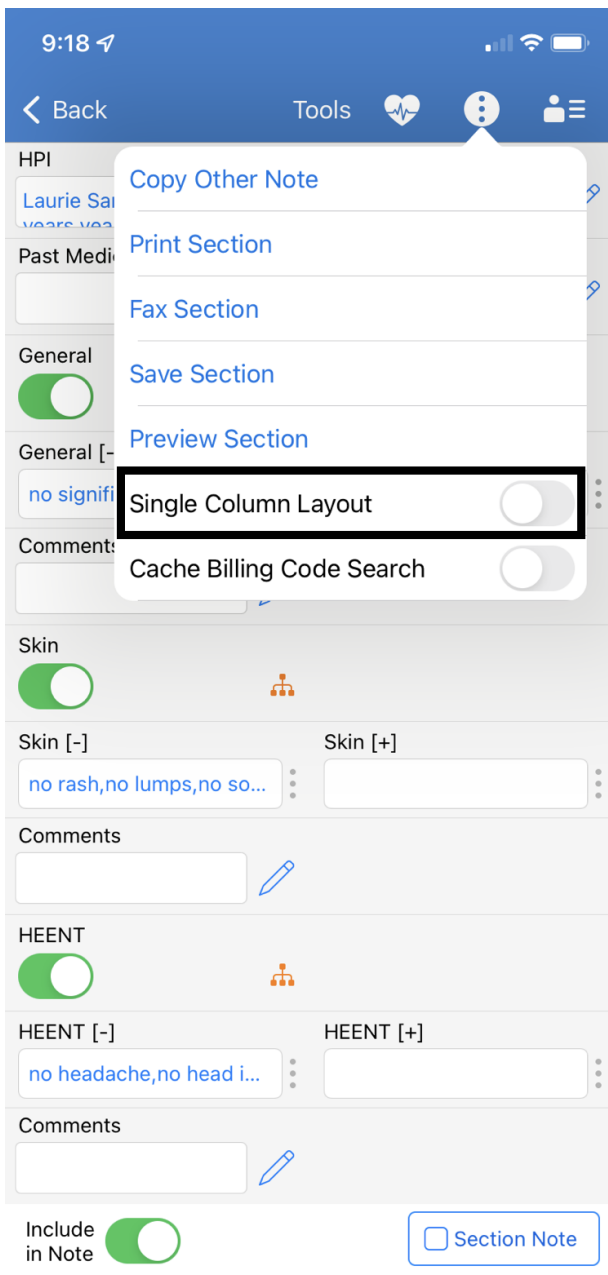 9:18
Back
Tools
HPI
Laurie
years
Past
Copy Other Note
Print Section
Fax Section
Save Section
Preview Section
Single Column Layout
Cache Billing Code Search
General
General [-
no
Comments
Skin
Skin [-]
Skin [+]
no rash,no lumps,no so...
Comments
HEENT
HEENT [-]
HEENT [+]
no headache,no head i...
Comments
Include
in Note
Section Note